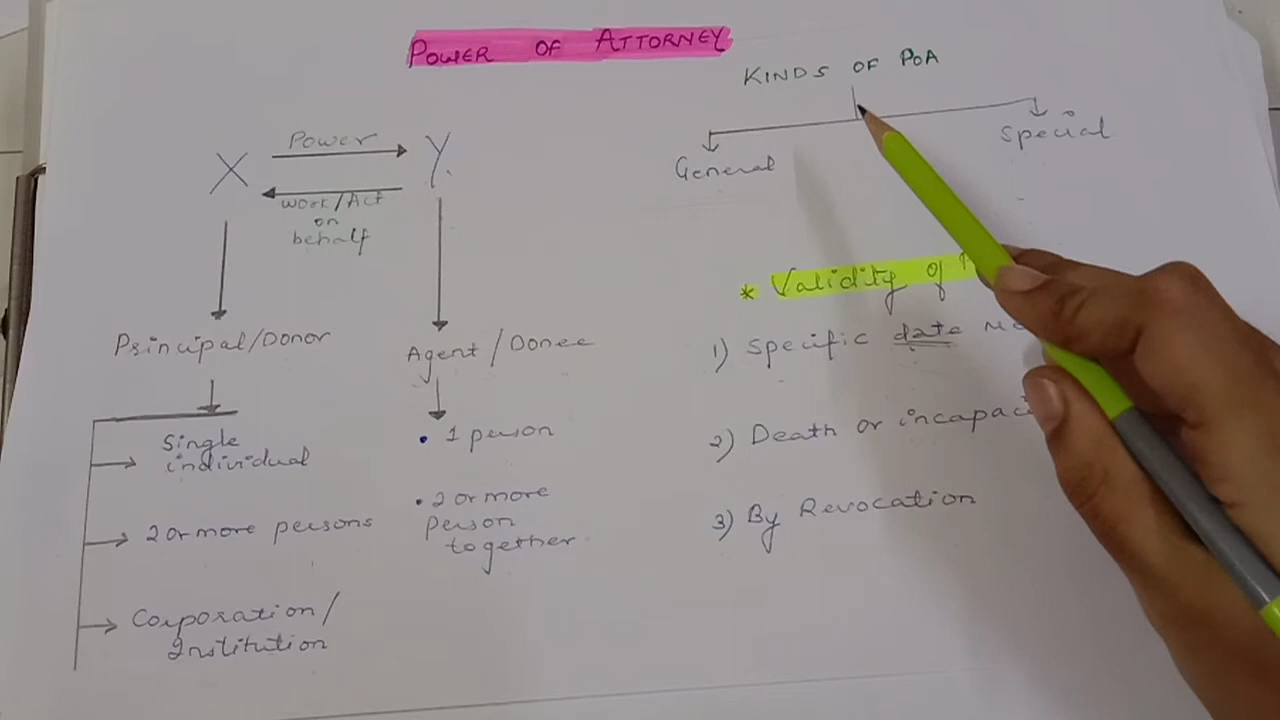 POWER OF ATTORNEY
X
Power
Y
Work/Act
on
behalf
Principal/Donor
Agent/Donee
Single
individual
2 or more persons
Corporation/
Institution
• 1 person
• 2 or more
person
together
KINDS OF POA
General
Special
* Validity of
1) Specific date
2) Death or
3) By Revocation